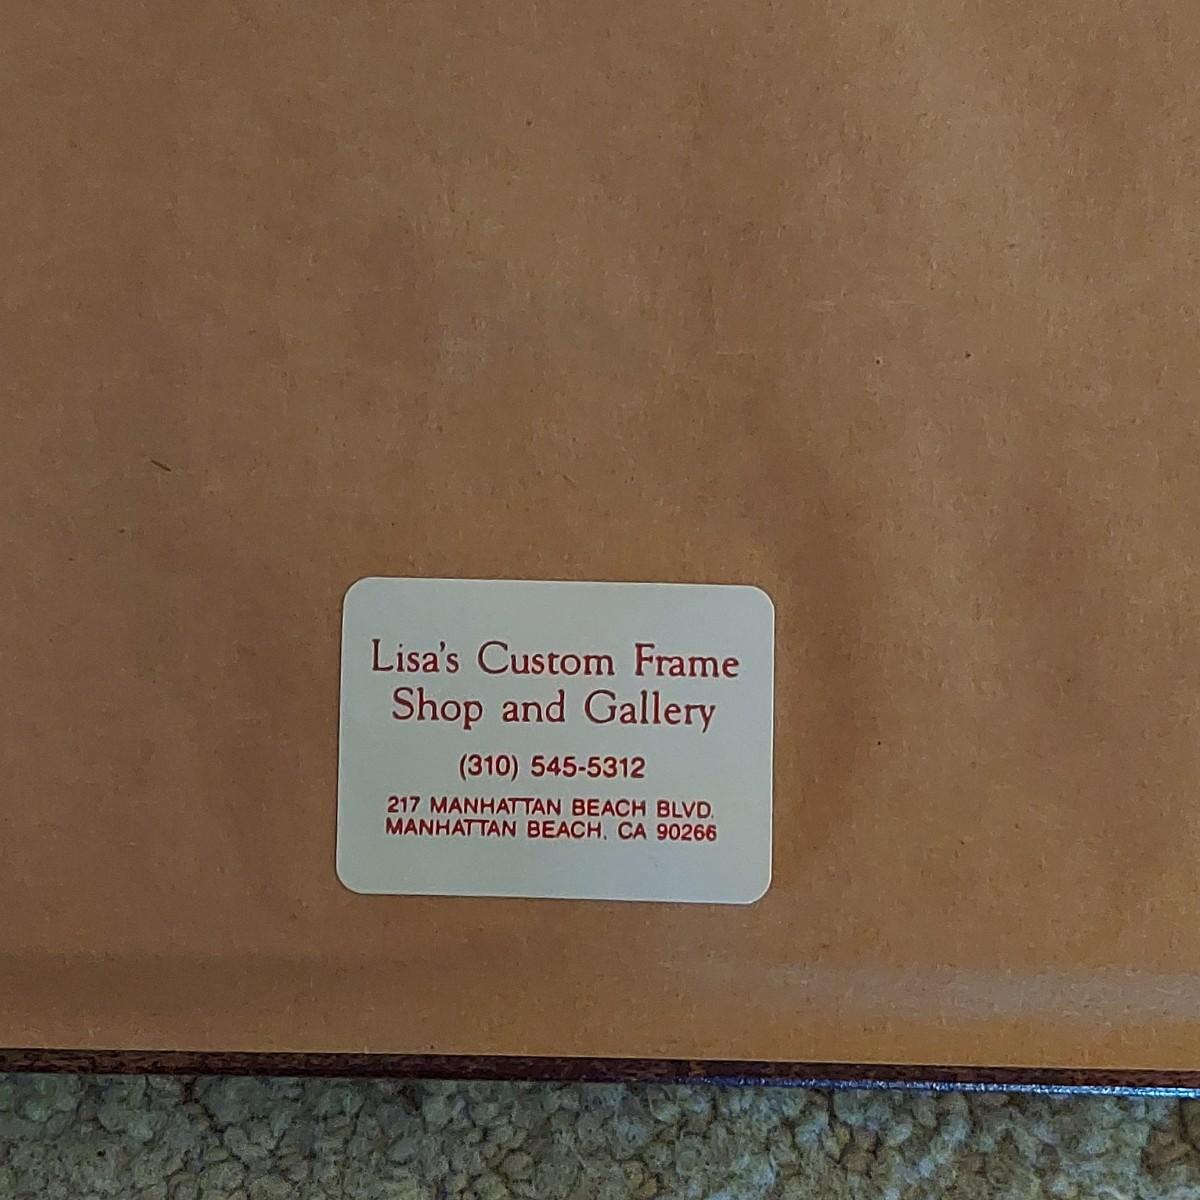 Lisa's Custom Frame
Shop and Gallery
(310) 545-5312
217 MANHATTAN BEACH BLVD.
MANHATTAN BEACH, CA 90266